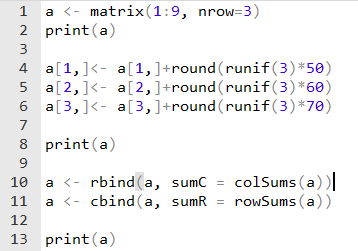 1 a <- matrix(1:9, nrow=3)
2 print(a)
3
4 a[1,]<- a[1,]+round(runif(3)*50)
5 a[2,]<- a[2,]+round(runif(3)*60)
6 a[3,]<- a[3,]+round(runif(3)*70)
7
8 print(a)
9
10 a <- rbind(a, sumC = colSums(a))
11 a <- cbind(a, sumR = rowSums(a))
12
13 print(a)